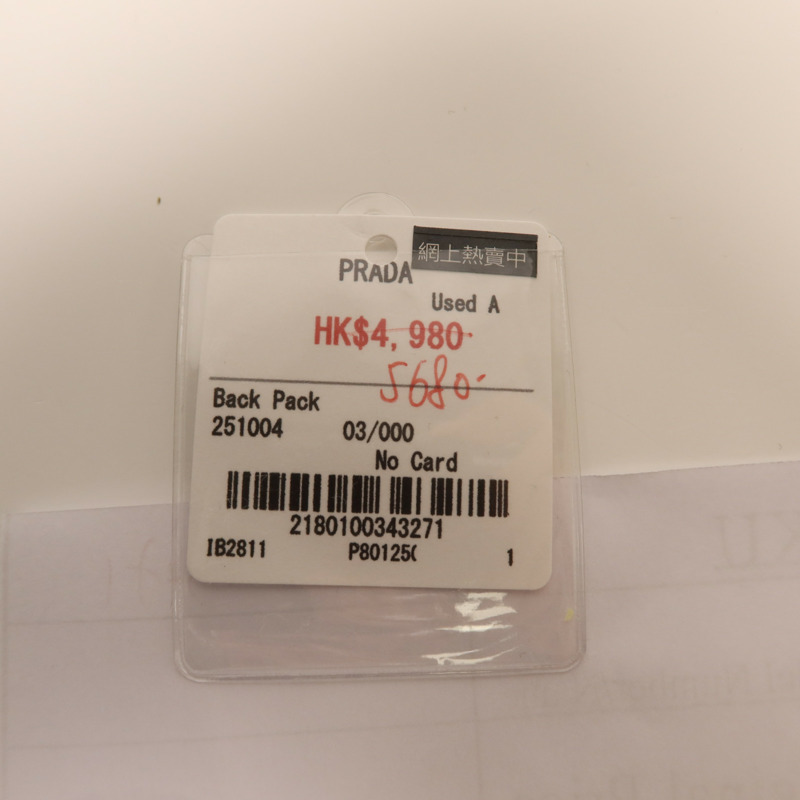 網上熱賣中
PRADA
Used A
HK$4,980
5680-
Back Pack
251004 03/000
No Card
2180100343271
IB2811 P80125( 1